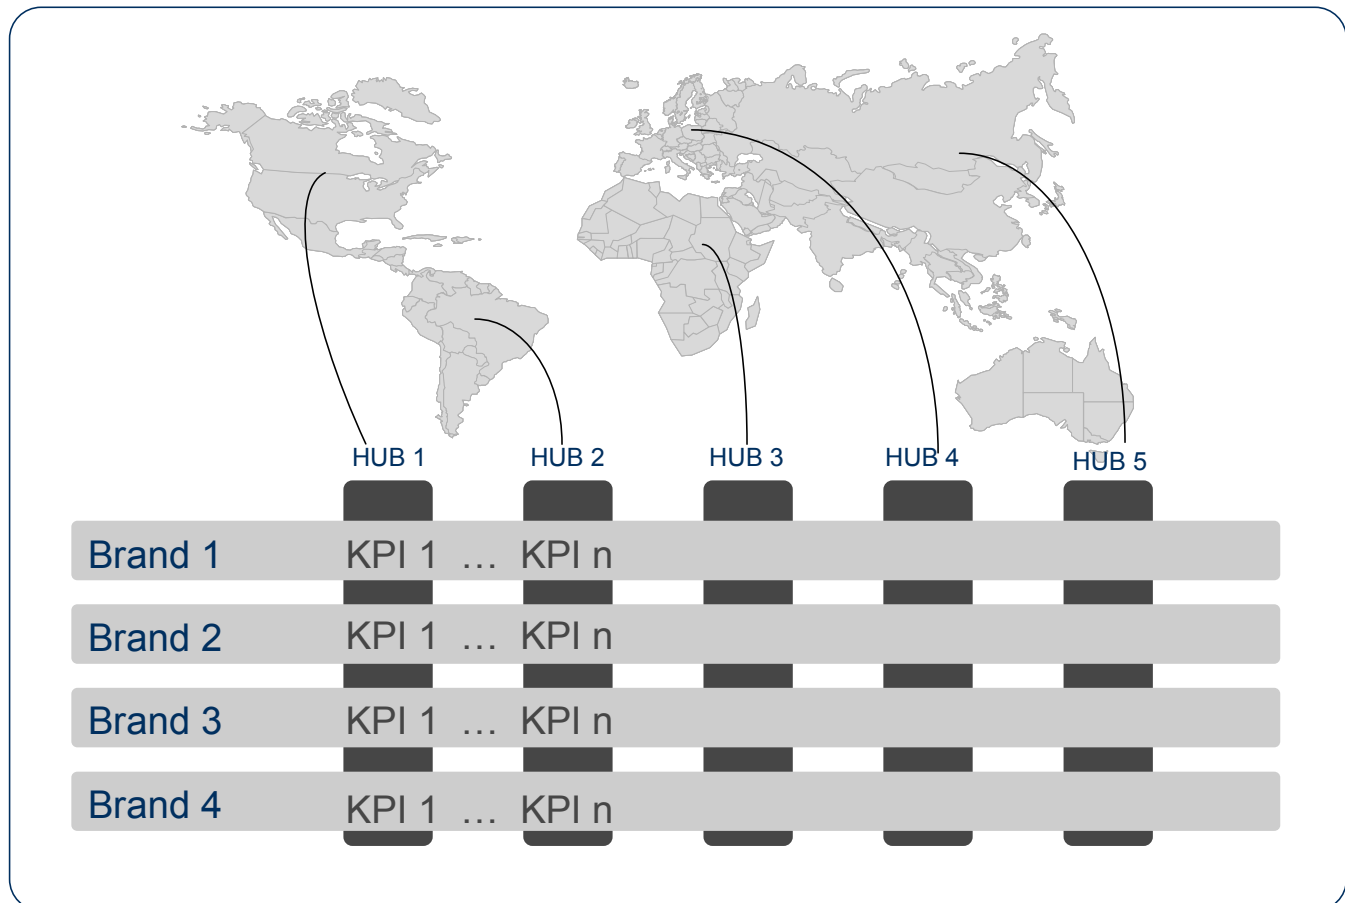 HUB 1 HUB 2 HUB 3 HUB 4 HUB 5
Brand 1 KPI 1 … KPI n
Brand 2 KPI 1 … KPI n
Brand 3 KPI 1 … KPI n
Brand 4 KPI 1 … KPI n